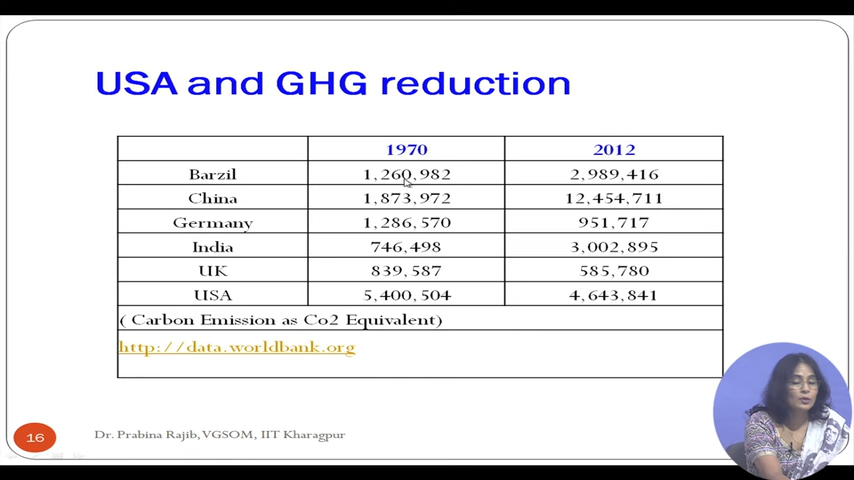 USA and GHG reduction
1970 2012
Barzil 1,260,982 2,989,416
China 1,873,972 12,454,711
Germany 1,286,570 951,717
India 746,498 3,002,895
UK 839,587 585,780
USA 5,400,504 4,643,841
( Carbon Emission as Co2 Equivalent)
http://data.worldbank.org
16 Dr. Prabina Rajib, VGSOM, IIT Kharagpur